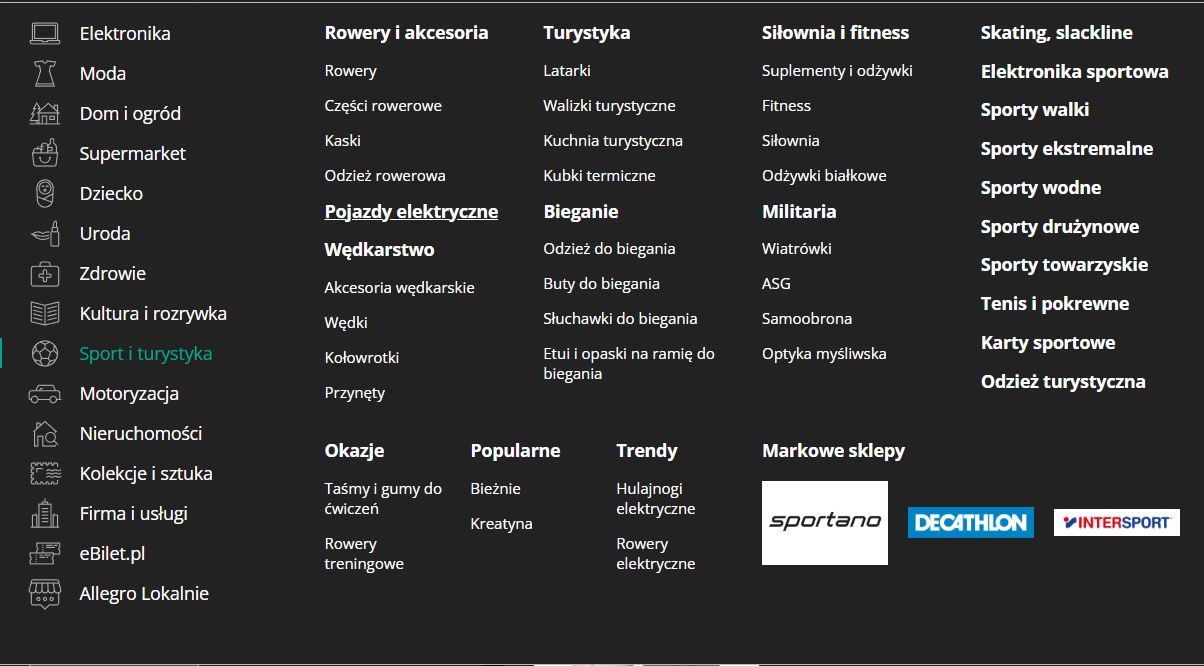 Elektronika
Moda
Dom i ogród
Supermarket
Dziecko
Uroda
Zdrowie
Kultura i rozrywka
Sport i turystyka
Motoryzacja
Nieruchomości
Kolekcje i sztuka
Firma i usługi
eBilet.pl
Allegro Lokalnie
Rowery i akcesoria
Rowery
Części rowerowe
Kaski
Odzież rowerowa
Pojazdy elektryczne
Wędkarstwo
Akcesoria wędkarskie
Wędki
Kołowrotki
Przynęty
Turystyka
Latarki
Walizki turystyczne
Kuchnia turystyczna
Kubki termiczne
Bieganie
Odzież do biegania
Buty do biegania
Słuchawki do biegania
Etui i opaski na ramię do
biegania
Siłownia i fitness
Suplementy i odżywki
Fitness
Siłownia
Odżywki białkowe
Militaria
Wiatrówki
ASG
Samoobrona
Optyka myśliwska
Skating, slackline
Elektronika sportowa
Sporty walki
Sporty ekstremalne
Sporty wodne
Sporty drużynowe
Sporty towarzyskie
Tenis i pokrewne
Karty sportowe
Odzież turystyczna
Okazje
Taśmy i gumy do
ćwiczeń
Rowery
treningowe
Popularne
Bieżnie
Kreatyna
Trendy
Hulajnogi
elektryczne
Rowery
elektryczne
Markowe sklepy
sportano
DECATHLON
INTERSPORT